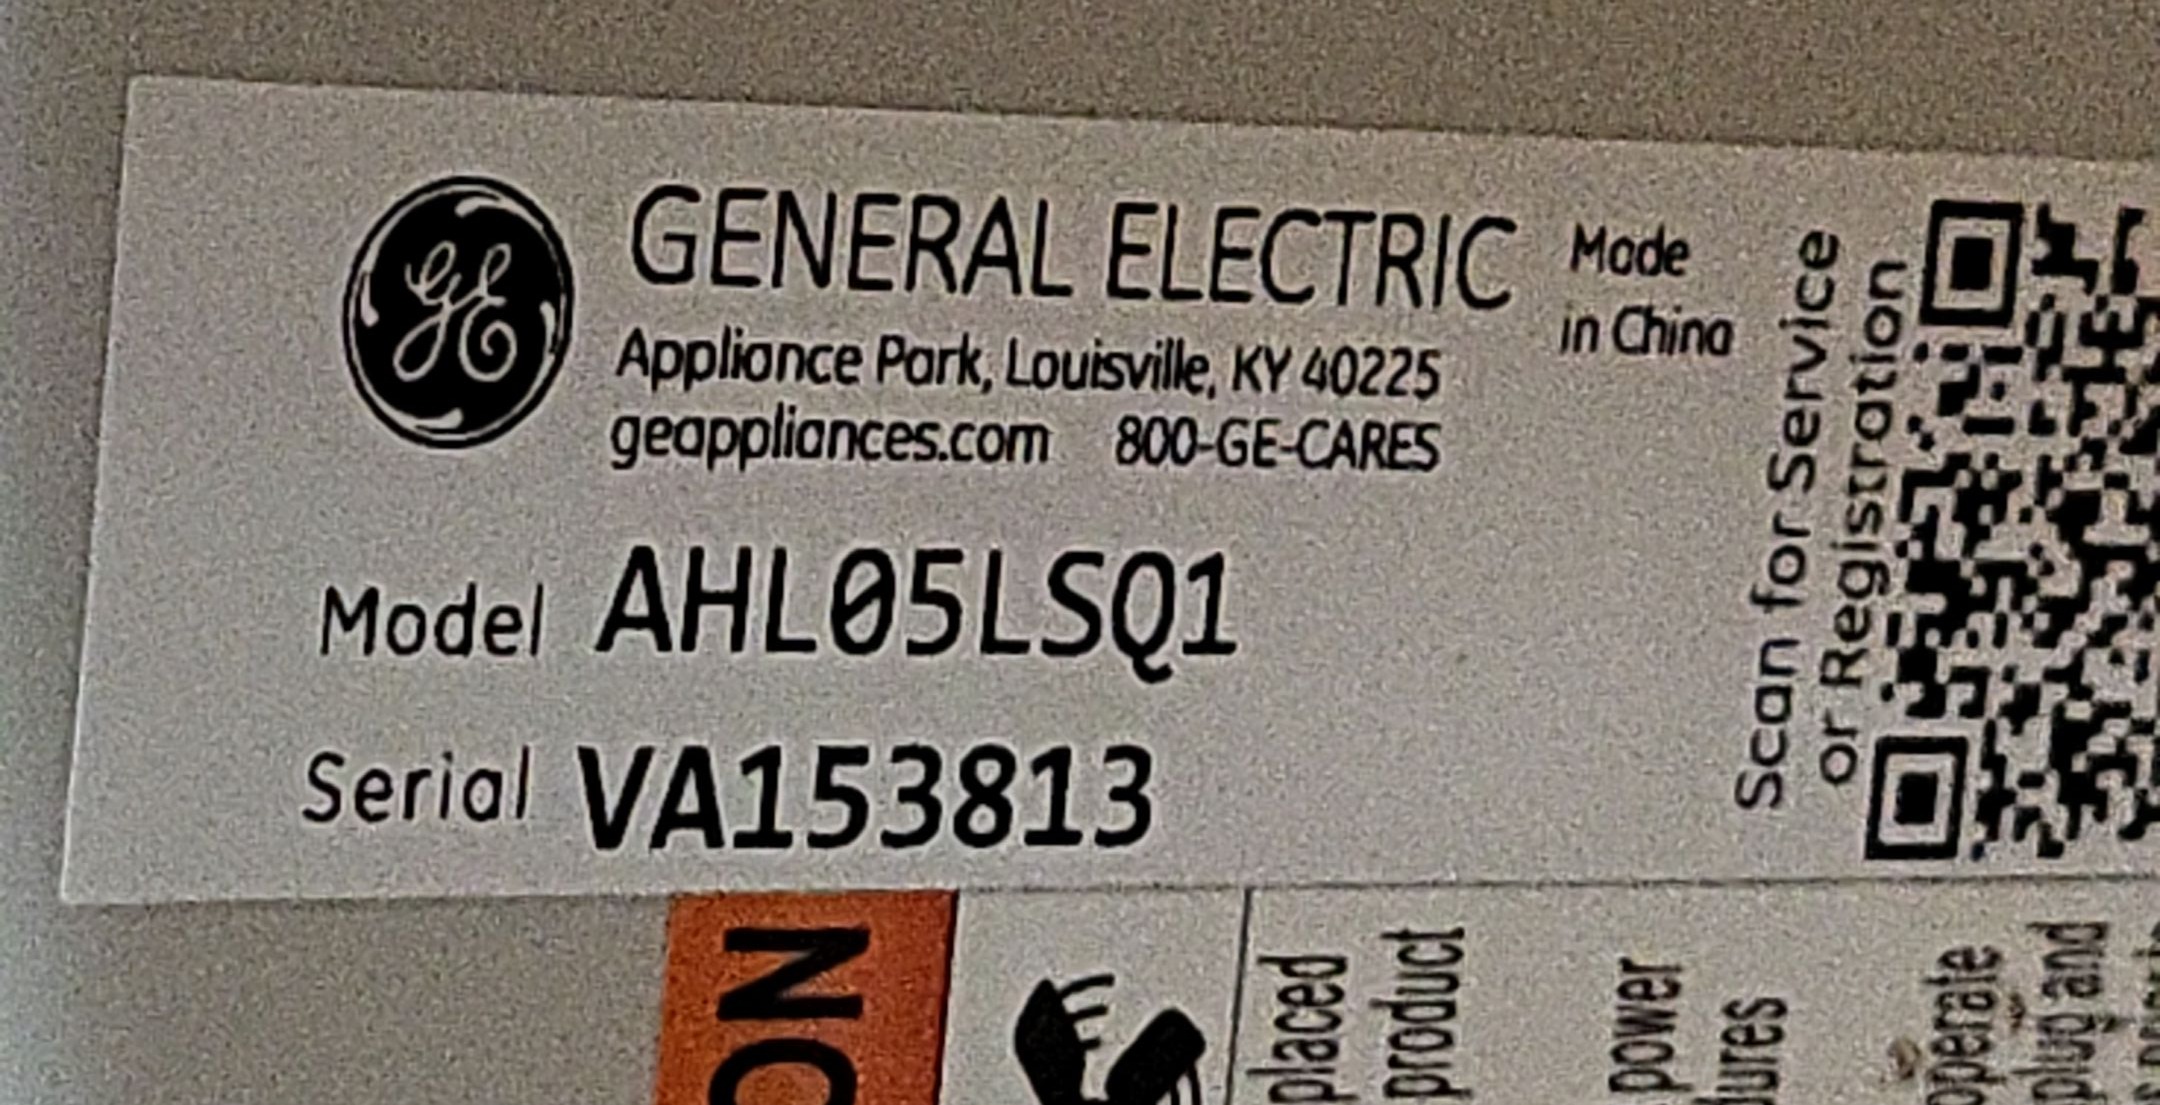 GE
GENERAL ELECTRIC
Made
in China
Appliance Park, Louisville, KY 40225
geappliances.com 800-GE-CARES
Model AHL05LSQ1
Serial VA153813
Scan for Service
or Registration
placed
product
power
operate
plug and